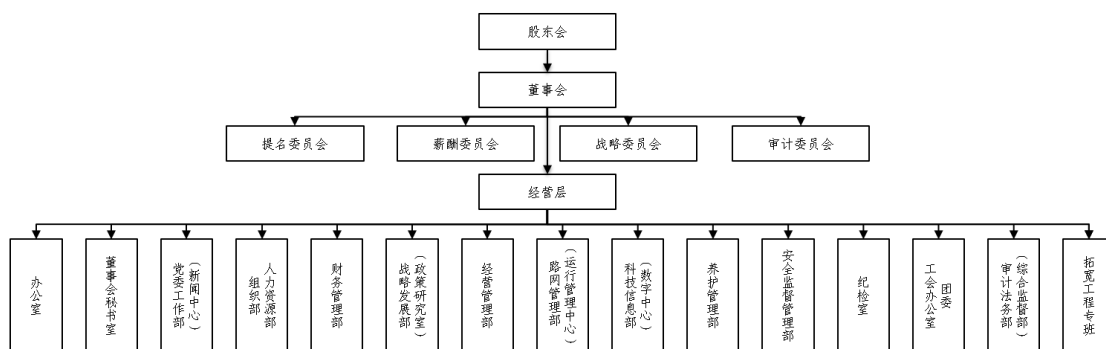 股东会
董事会
提名委员会
薪酬委员会
战略委员会
审计委员会
经营层
办公室
董事会秘书室
党委工作部
（新闻中心）
组织部
人力资源部
财务管理部
战略发展部
（政策研究室）
经营管理部
路网管理部
（运行管理中心）
科技信息部
（数字中心）
养护管理部
安全监督管理部
纪检室
工会办公室
团委
审计法务部
（综合监督部）
拓宽工程专班